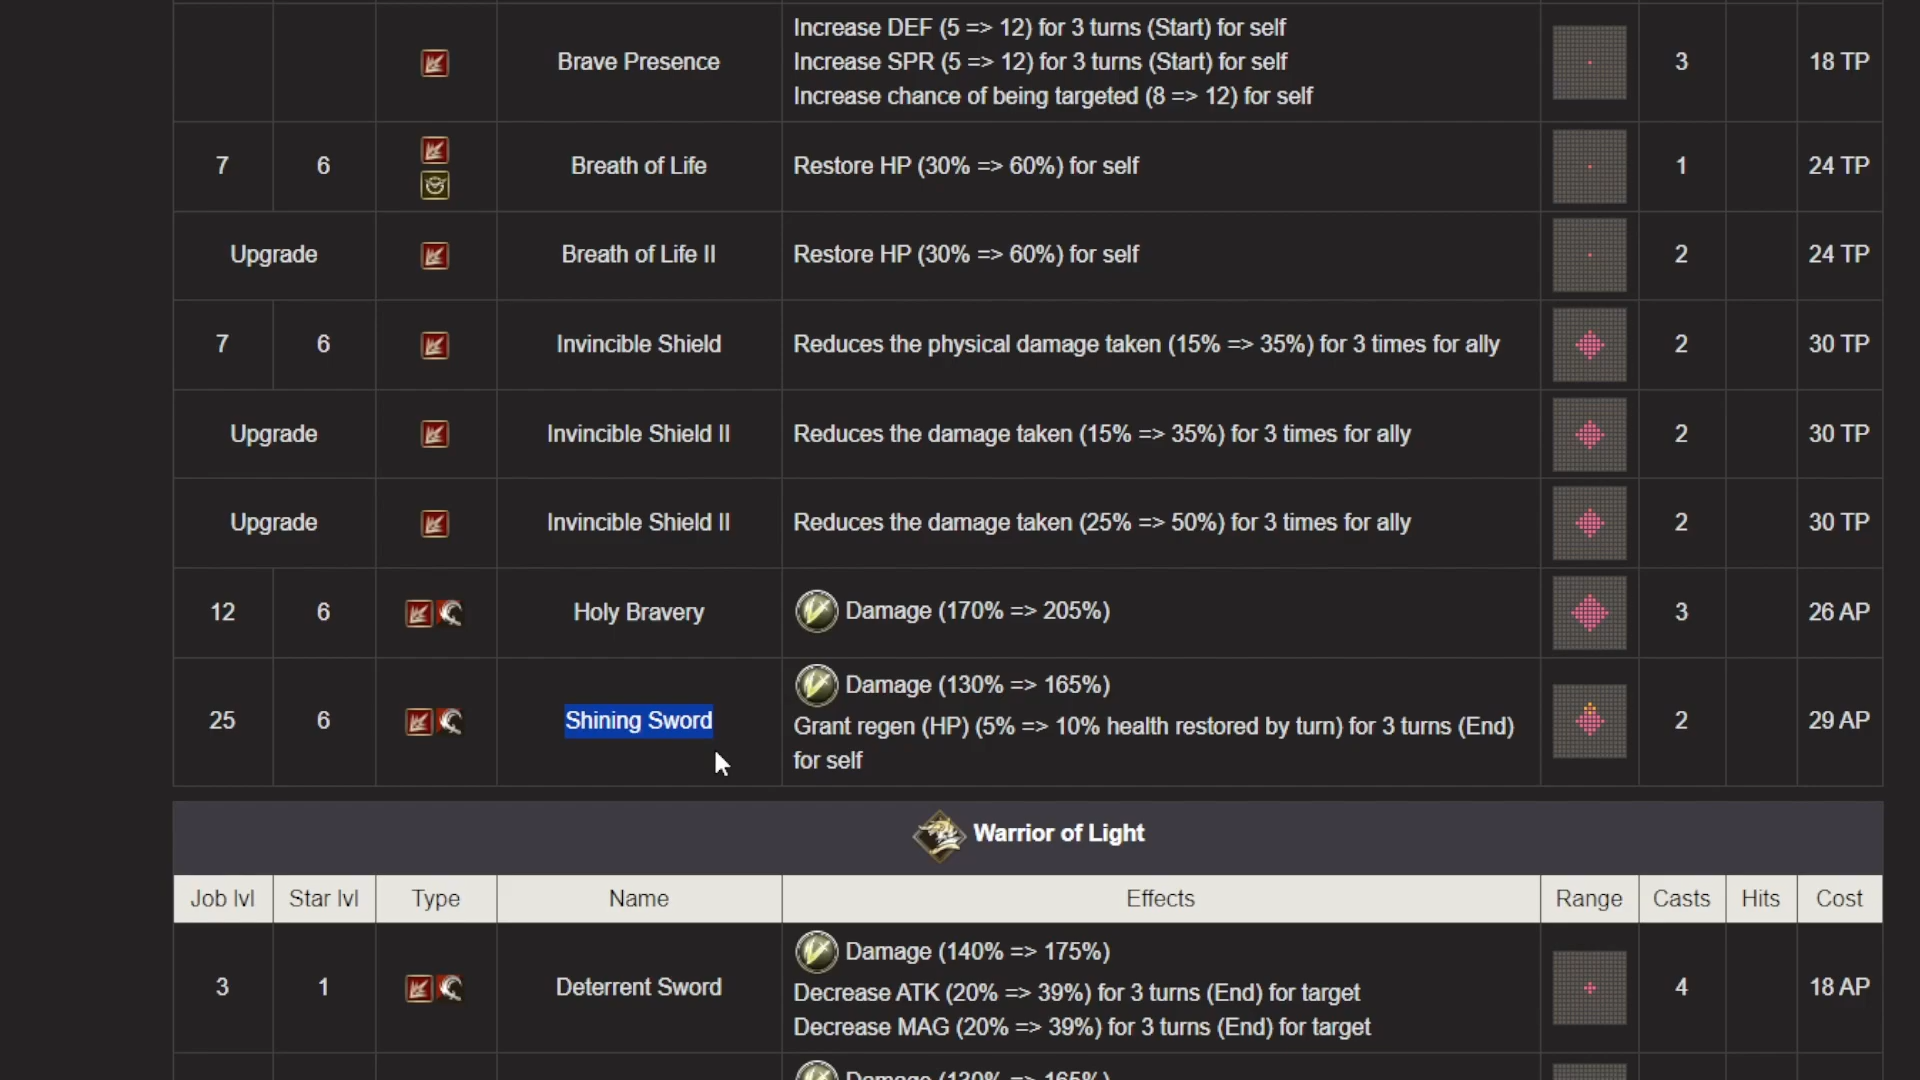 Increase DEF (5 => 12) for 3 turns (Start) for self
Brave Presence
Increase SPR (5 => 12) for 3 turns (Start) for self
3
18 TP
Increase chance of being targeted (8 => 12) for self
7
6
Breath of Life
Restore HP (30% => 60%) for self
1
24 TP
Upgrade
Breath of Life II
Restore HP (30% => 60%) for self
2
24 TP
7
6
Invincible Shield
Reduces the physical damage taken (15% => 35%) for 3 times for ally
2
30 TP
Upgrade
Invincible Shield II
Reduces the damage taken (15% => 35%) for 3 times for ally
2
30 TP
Upgrade
Invincible Shield II
Reduces the damage taken (25% => 50%) for 3 times for ally
2
30 TP
12
6
Holy Bravery
Damage (170% => 205%)
3
26 AP
25
6
Shining Sword
Damage (130% => 165%)
Grant regen (HP) (5% => 10% health restored by turn) for 3 turns (End)
for self
2
29 AP
Warrior of Light
Job lvl
Star lvl
Type
Name
Effects
Range
Casts
Hits
Cost
3
1
Deterrent Sword
Damage (140% => 175%)
Decrease ATK (20% => 39%) for 3 turns (End) for target
Decrease MAG (20% => 39%) for 3 turns (End) for target
4
18 AP
Damage (130% => 165%)